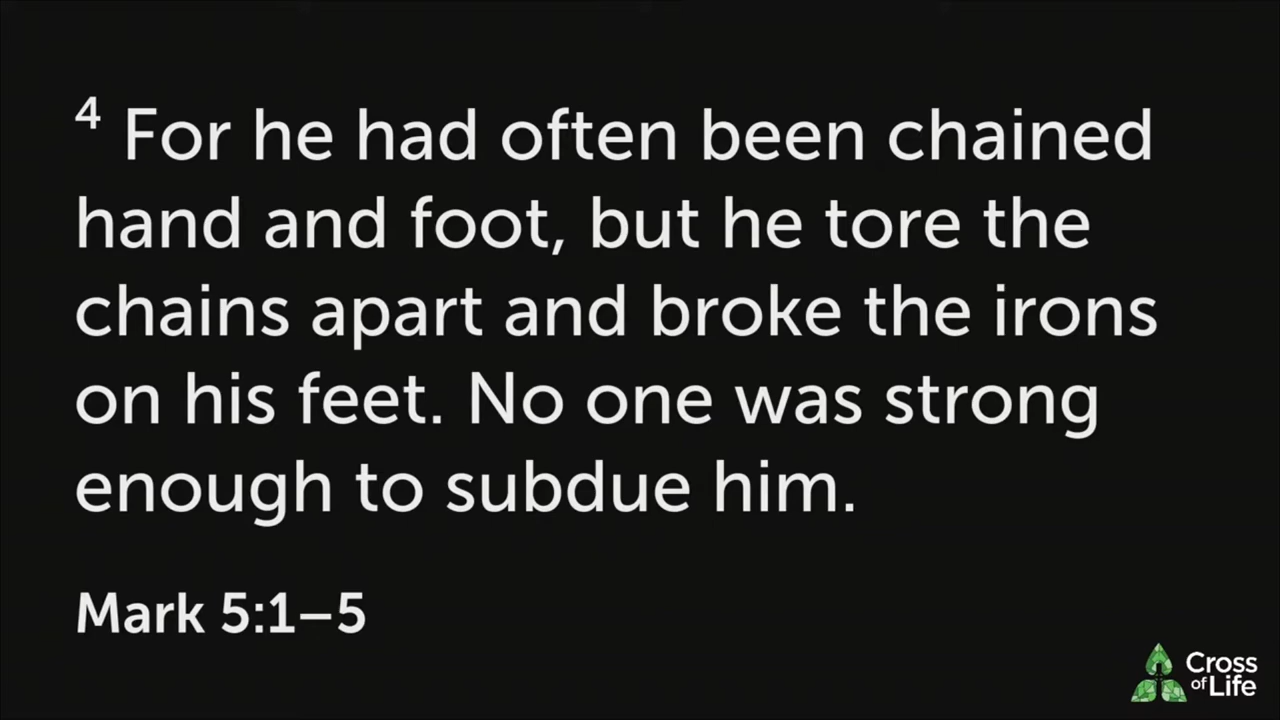 4 For he had often been chained
hand and foot, but he tore the
chains apart and broke the irons
on his feet. No one was strong
enough to subdue him.
Mark 5:1–5
Cross
of Life